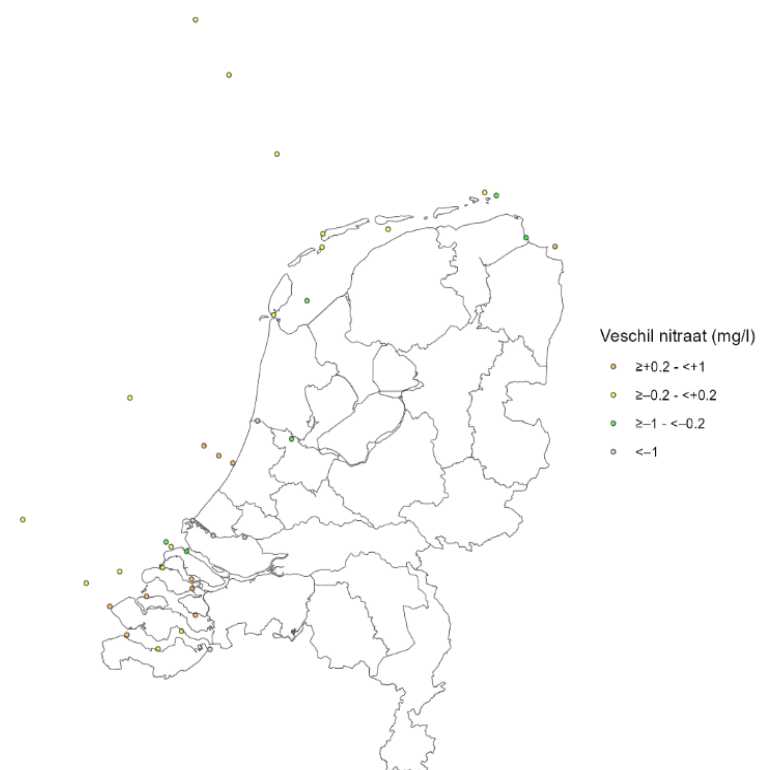 Veschil nitraat (mg/l)
≥+0.2 - <+1
≥–0.2 - <+0.2
≥–1 - <–0.2
<–1